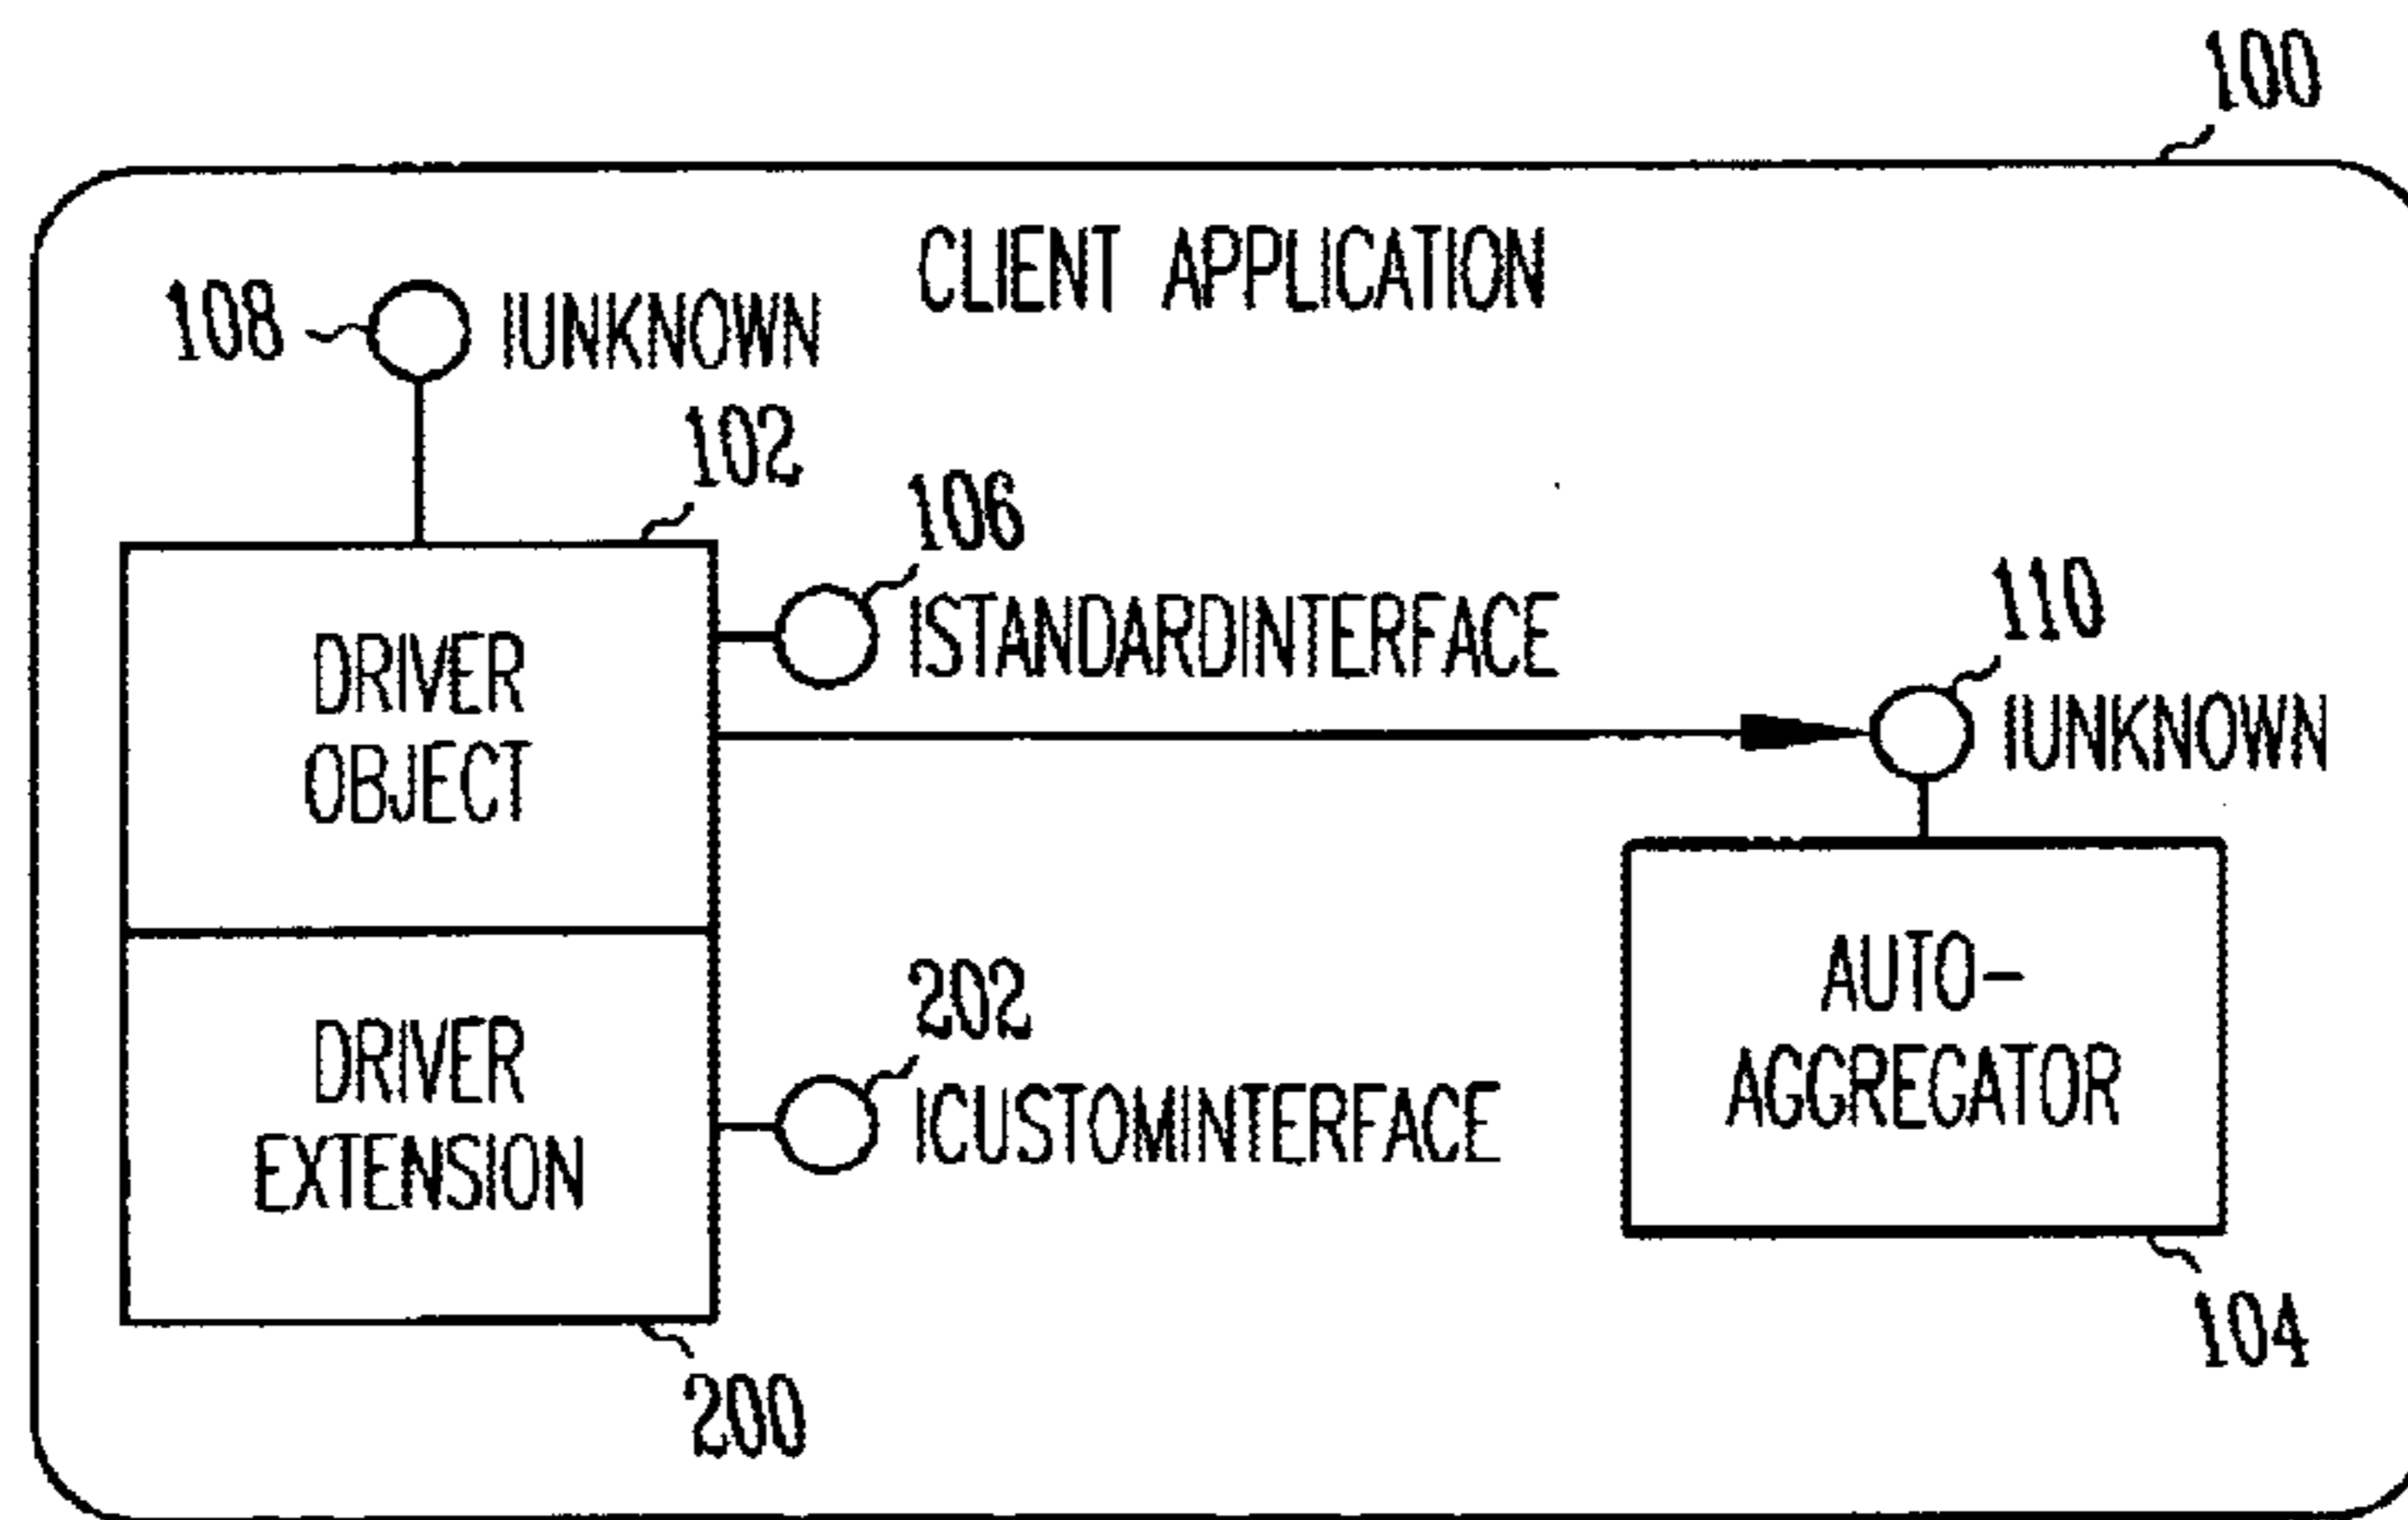 100
CLIENT APPLICATION
108
IUNKNOWN
102
106
ISTANDARDINTERFACE
110
IUNKNOWN
DRIVER
OBJECT
AUTO-
AGGREGATOR
202
ICUSTOMINTERFACE
DRIVER
EXTENSION
104
200